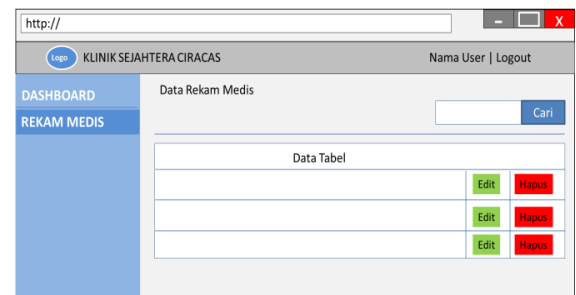 http://
-
X
Logo KLINIK SEJAHTERA CIRACAS Nama User | Logout
DASHBOARD
REKAM MEDIS
Data Rekam Medis
Cari
Data Tabel
Edit Hapus
Edit Hapus
Edit Hapus